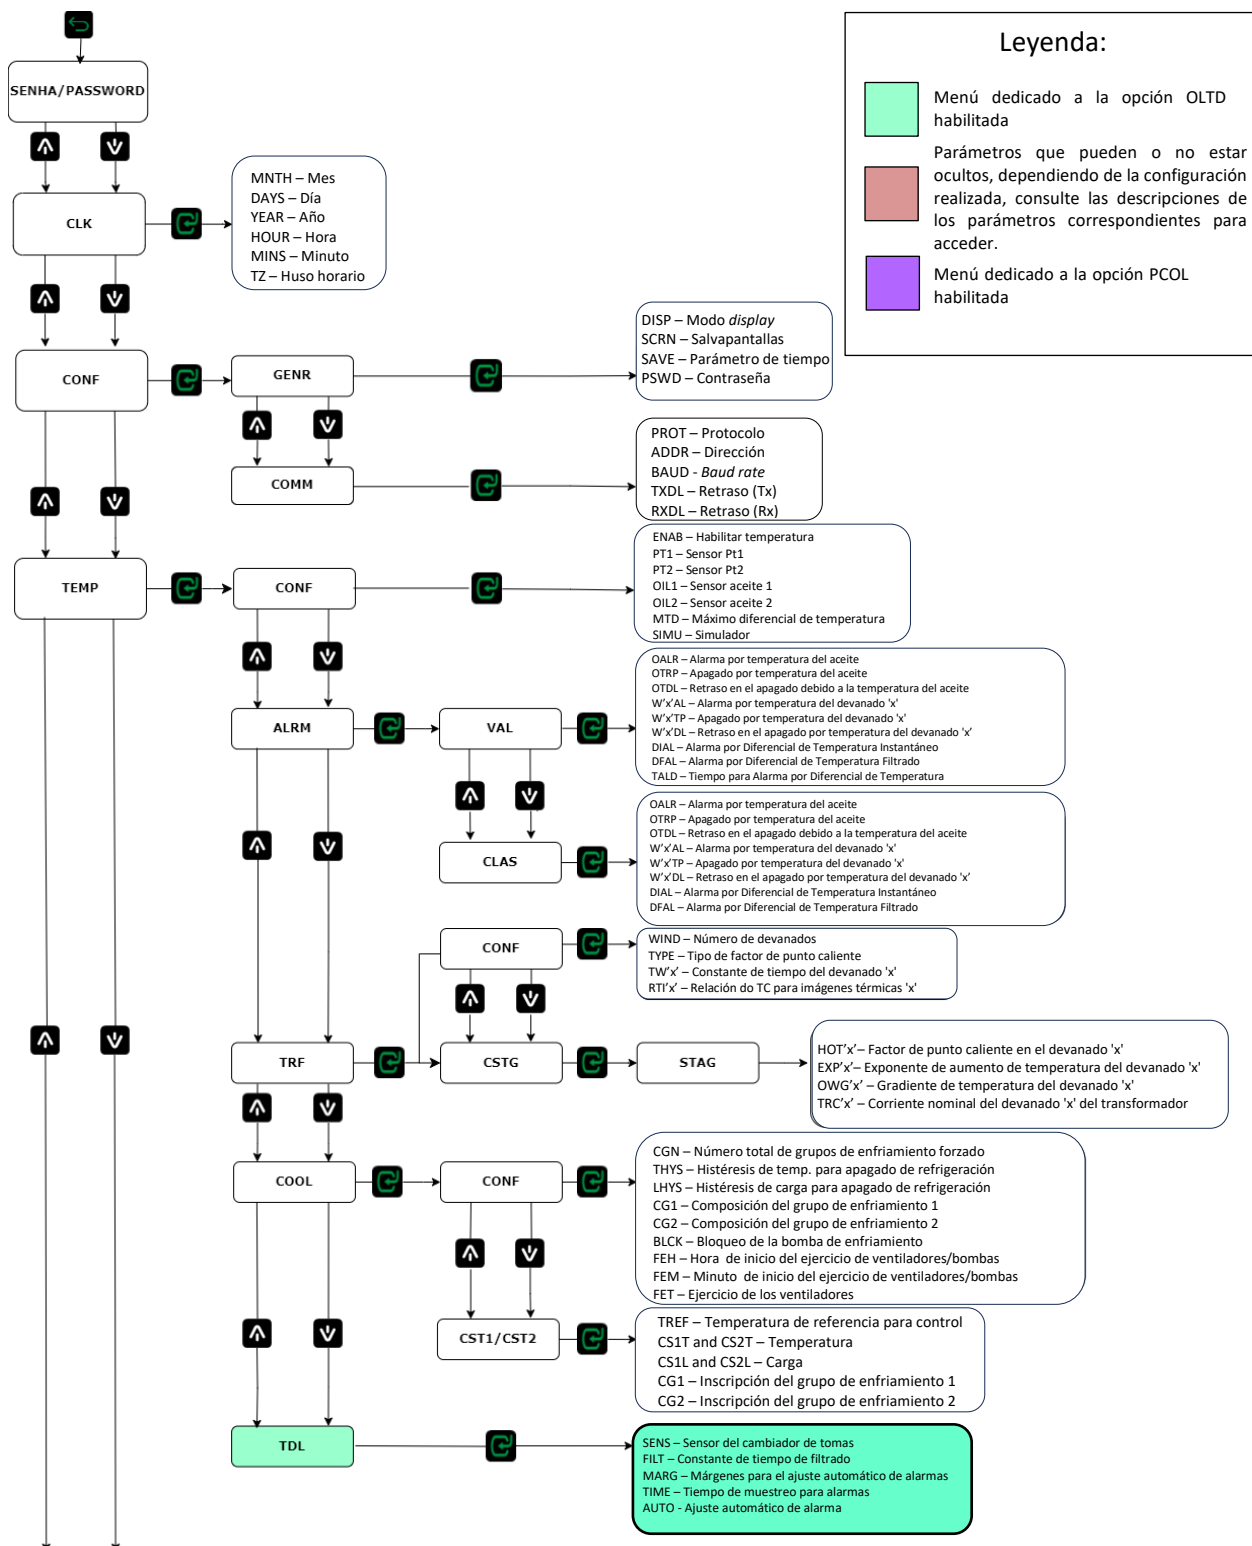 Leyenda:
Menú dedicado a la opción OLTD
habilitada
Parámetros que pueden o no estar
ocultos, dependiendo de la configuración
realizada, consulte las descripciones de
los parámetros correspondientes para
acceder.
Menú dedicado a la opción PCOL
habilitada
SENHA/PASSWORD
CLK
MNTH – Mes
DAYS – Día
YEAR – Año
HOUR – Hora
MINS – Minuto
TZ – Huso horario
CONF
GENR
DISP – Modo display
SCRN – Salvapantallas
SAVE – Parámetro de tiempo
PSWD – Contraseña
COMM
PROT – Protocolo
ADDR – Dirección
BAUD - Baud rate
TXDL – Retraso (Tx)
RXDL – Retraso (Rx)
TEMP
CONF
ENAB – Habilitar temperatura
PT1 – Sensor Pt1
PT2 – Sensor Pt2
OIL1 – Sensor aceite 1
OIL2 – Sensor aceite 2
MTD – Máximo diferencial de temperatura
SIMU – Simulador
ALRM
VAL
OALR – Alarma por temperatura del aceite
OTRP – Apagado por temperatura del aceite
OTDL – Retraso en el apagado debido a la temperatura del aceite
W'x'AL – Alarma por temperatura del devanado 'x'
W'x'TP – Apagado por temperatura del devanado 'x'
W'x'DL – Retraso en el apagado por temperatura del devanado 'x'
DIAL – Alarma por Diferencial de Temperatura Instantáneo
DFAL – Alarma por Diferencial de Temperatura Filtrado
TALD – Tiempo para Alarma por Diferencial de Temperatura
CLAS
OALR – Alarma por temperatura del aceite
OTRP – Apagado por temperatura del aceite
OTDL – Retraso en el apagado debido a la temperatura del aceite
W'x'AL – Alarma por temperatura del devanado 'x'
W'x'TP – Apagado por temperatura del devanado 'x'
W'x'DL – Retraso en el apagado por temperatura del devanado 'x'
DIAL – Alarma por Diferencial de Temperatura Instantáneo
DFAL – Alarma por Diferencial de Temperatura Filtrado
CONF
WIND – Número de devanados
TYPE – Tipo de factor de punto caliente
TW'x' – Constante de tiempo del devanado 'x'
RTI'x' – Relación do TC para imágenes térmicas 'x'
TRF
CSTG
STAG
HOT'x'– Factor de punto caliente en el devanado 'x'
EXP'x'– Exponente de aumento de temperatura del devanado 'x'
OWG'x' – Gradiente de temperatura del devanado 'x'
TRC'x' – Corriente nominal del devanado 'x' del transformador
COOL
CONF
CGN – Número total de grupos de enfriamiento forzado
THYS – Histéresis de temp. para apagado de refrigeración
LHYS – Histéresis de carga para apagado de refrigeración
CG1 – Composición del grupo de enfriamiento 1
CG2 – Composición del grupo de enfriamiento 2
BLCK – Bloqueo de la bomba de enfriamiento
FEH – Hora de inicio del ejercicio de ventiladores/bombas
FEM – Minuto de inicio del ejercicio de ventiladores/bombas
FET – Ejercicio de los ventiladores
CST1/CST2
TREF – Temperatura de referencia para control
CS1T and CS2T – Temperatura
CS1L and CS2L – Carga
CG1 – Inscripción del grupo de enfriamiento 1
CG2 – Inscripción del grupo de enfriamiento 2
TDL
SENS – Sensor del cambiador de tomas
FILT – Constante de tiempo de filtrado
MARG – Márgenes para el ajuste automático de alarmas
TIME – Tiempo de muestreo para alarmas
AUTO - Ajuste automático de alarma